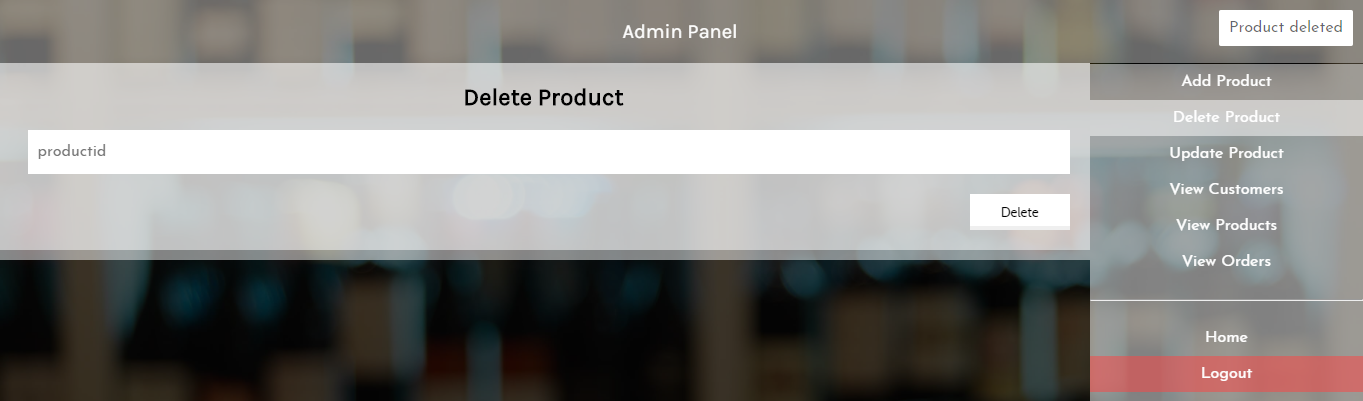 Admin Panel
Product deleted
Delete Product
productid
Delete
Add Product
Delete Product
Update Product
View Customers
View Products
View Orders
Home
Logout